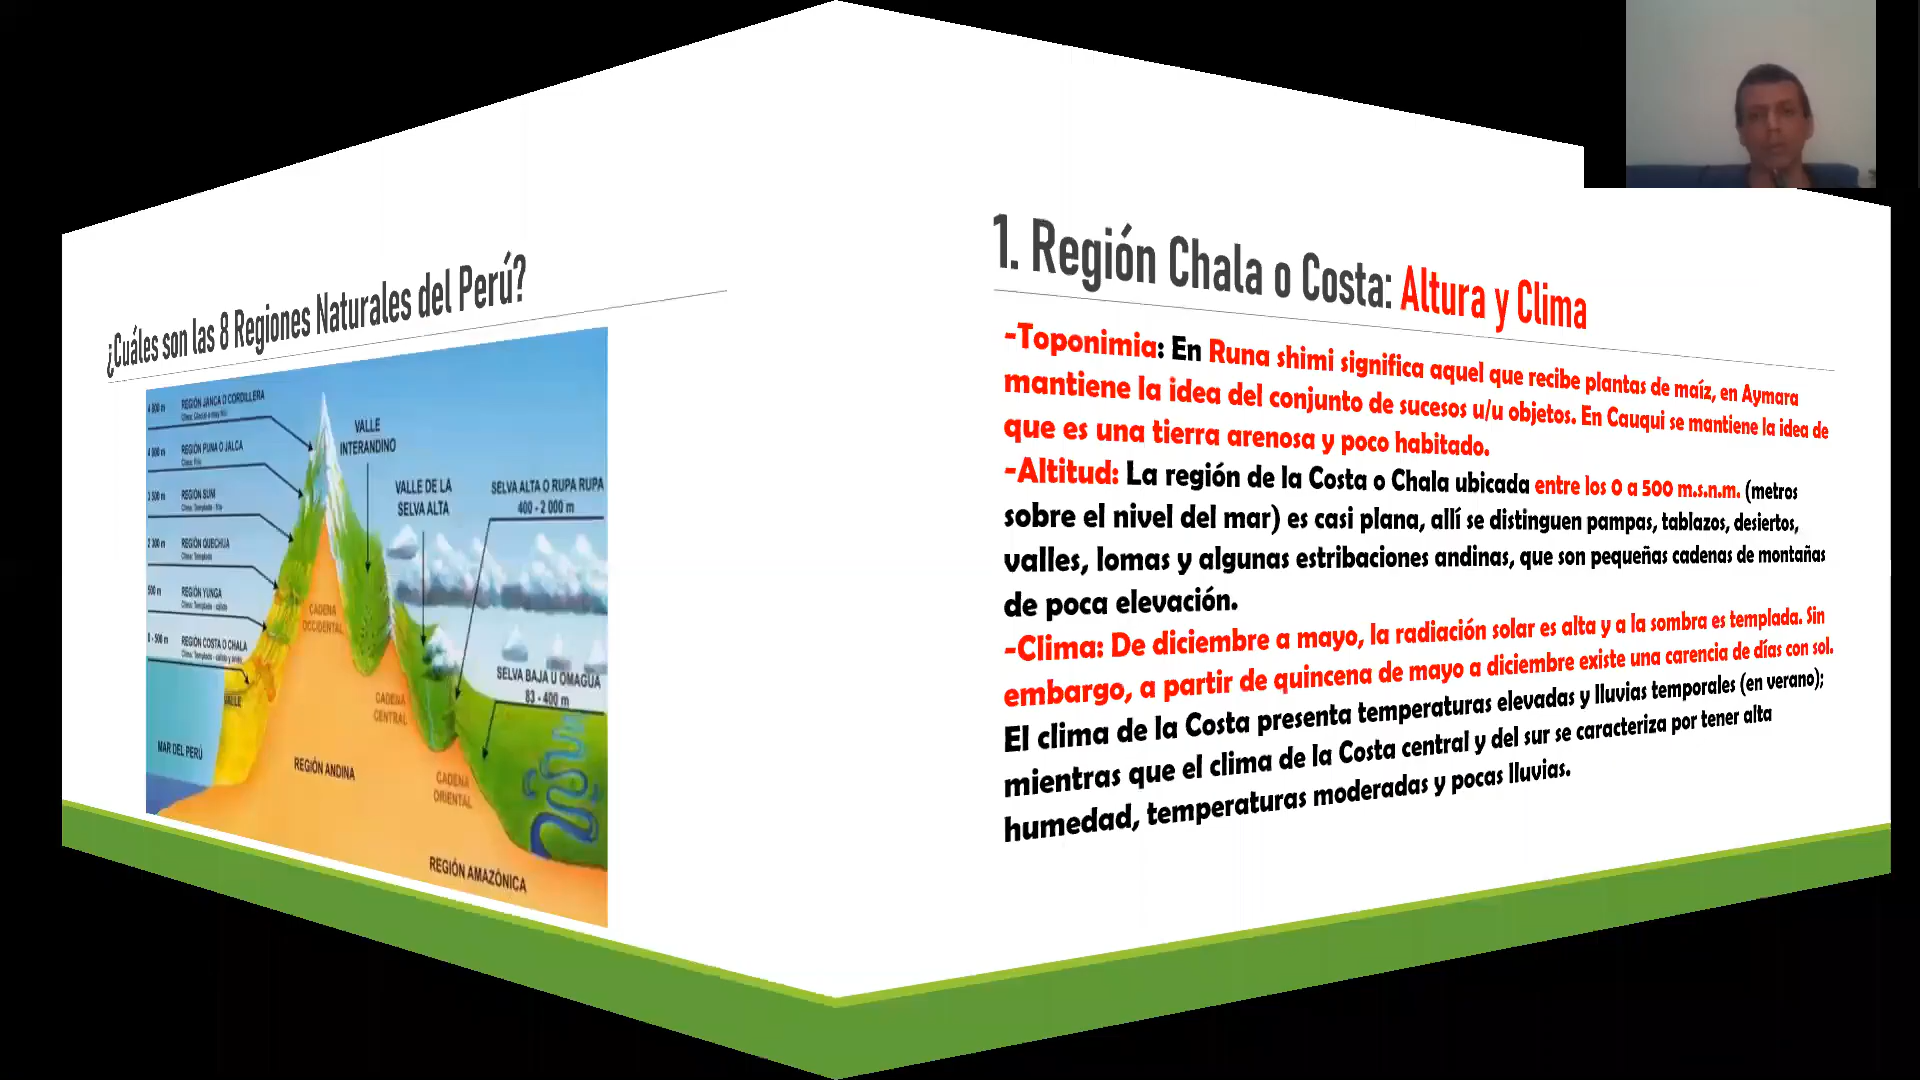 ¿Cuáles son las 8 Regiones Naturales del Perú?
REGIÓN JANCA O CORDILLERA
REGIÓN PUNA O JALCA
REGIÓN SUNI
REGIÓN QUECHUA
REGIÓN YUNGA
REGIÓN COSTA O CHALA
VALLE
INTERANDINO
VALLE DE LA
SELVA ALTA
SELVA ALTA O RUPA RUPA
400 - 2 000 m
SELVA BAJA U OMAGUA
83 - 400 m
CADENA
OCCIDENTAL
CADENA
CENTRAL
CADENA
ORIENTAL
VALLE
MAR DEL PERÚ
REGIÓN ANDINA
REGIÓN AMAZÓNICA
1. Región Chala o Costa: Altura y Clima
-Toponimia: En Runa shimi significa aquel que recibe plantas de maíz, en Aymara
mantiene la idea del conjunto de sucesos u/u objetos. En Cauqui se mantiene la idea de
que es una tierra arenosa y poco habitado.
-Altitud: La región de la Costa o Chala ubicada entre los 0 a 500 m.s.n.m. (metros
sobre el nivel del mar) es casi plana, allí se distinguen pampas, tablazos, desiertos,
valles, lomas y algunas estribaciones andinas, que son pequeñas cadenas de montañas
de poca elevación.
-Clima: De diciembre a mayo, la radiación solar es alta y a la sombra es templada. Sin
embargo, a partir de quincena de mayo a diciembre existe una carencia de días con sol.
El clima de la Costa presenta temperaturas elevadas y lluvias temporales (en verano);
mientras que el clima de la Costa central y del sur se caracteriza por tener alta
humedad, temperaturas moderadas y pocas lluvias.